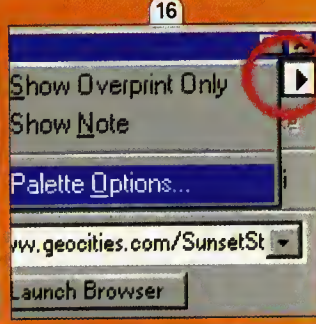 16
Show Overprint Only
Show Note
Palette Options...
ww.geocities.com/SunsetSt
Launch Browser